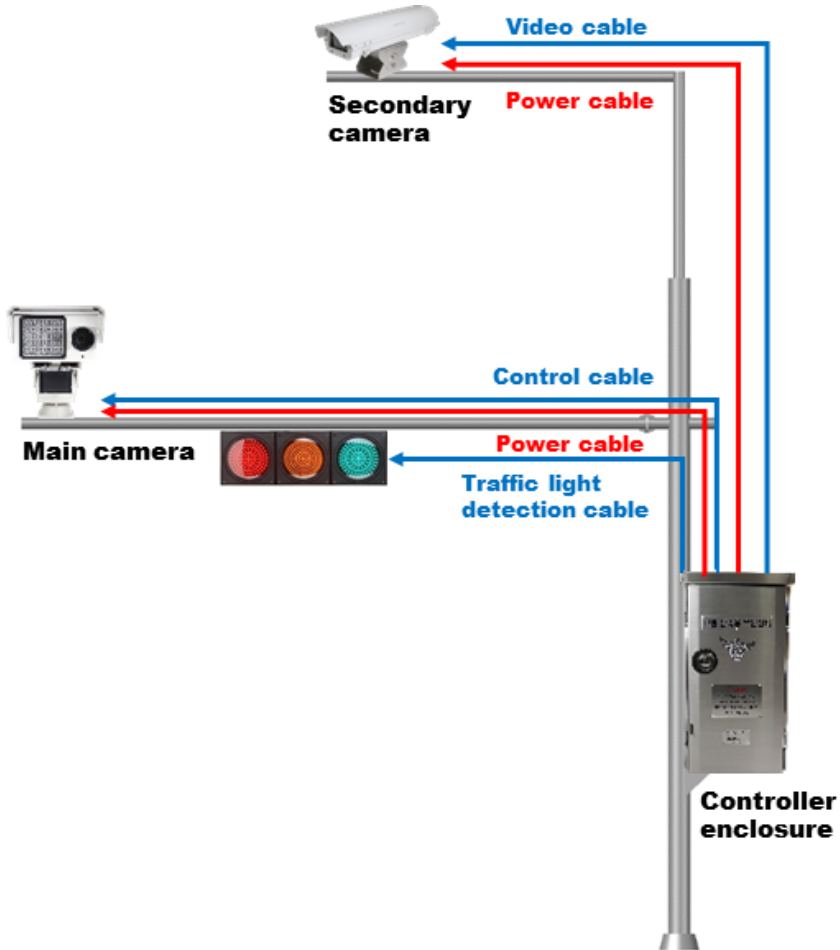 Video cable
Power cable
Secondary
camera
Control cable
Main camera
Power cable
Traffic light
detection cable
Controller
enclosure